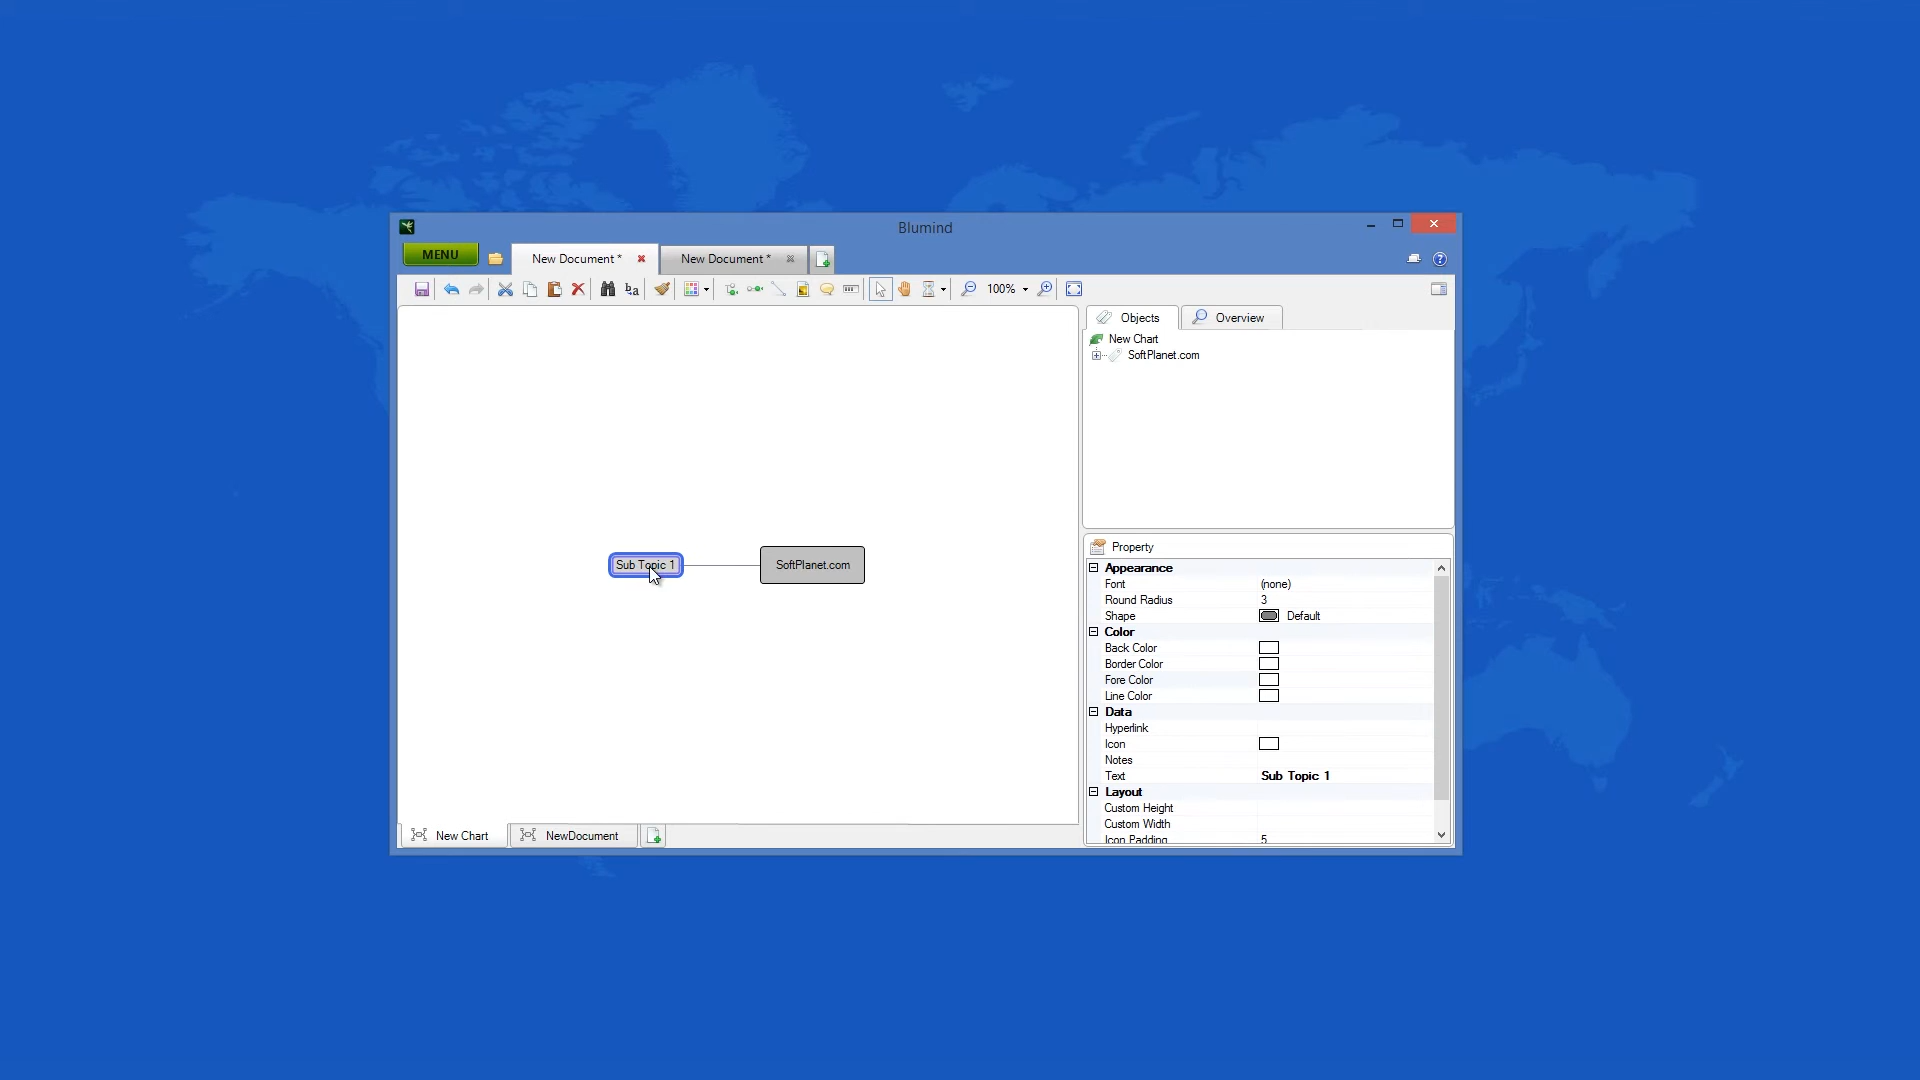 Blumind
MENU
New Document *
New Document *
ba
100%
Objects
Overview
New Chart
SoftPlanet.com
Sub Topic 1
SoftPlanet.com
Property
Appearance
Font (none)
Round Radius 3
Shape Default
Color
Back Color
Border Color
Fore Color
Line Color
Data
Hyperlink
Icon
Notes
Text Sub Topic 1
Layout
Custom Height
Custom Width
Icon Padding 5
New Chart
NewDocument